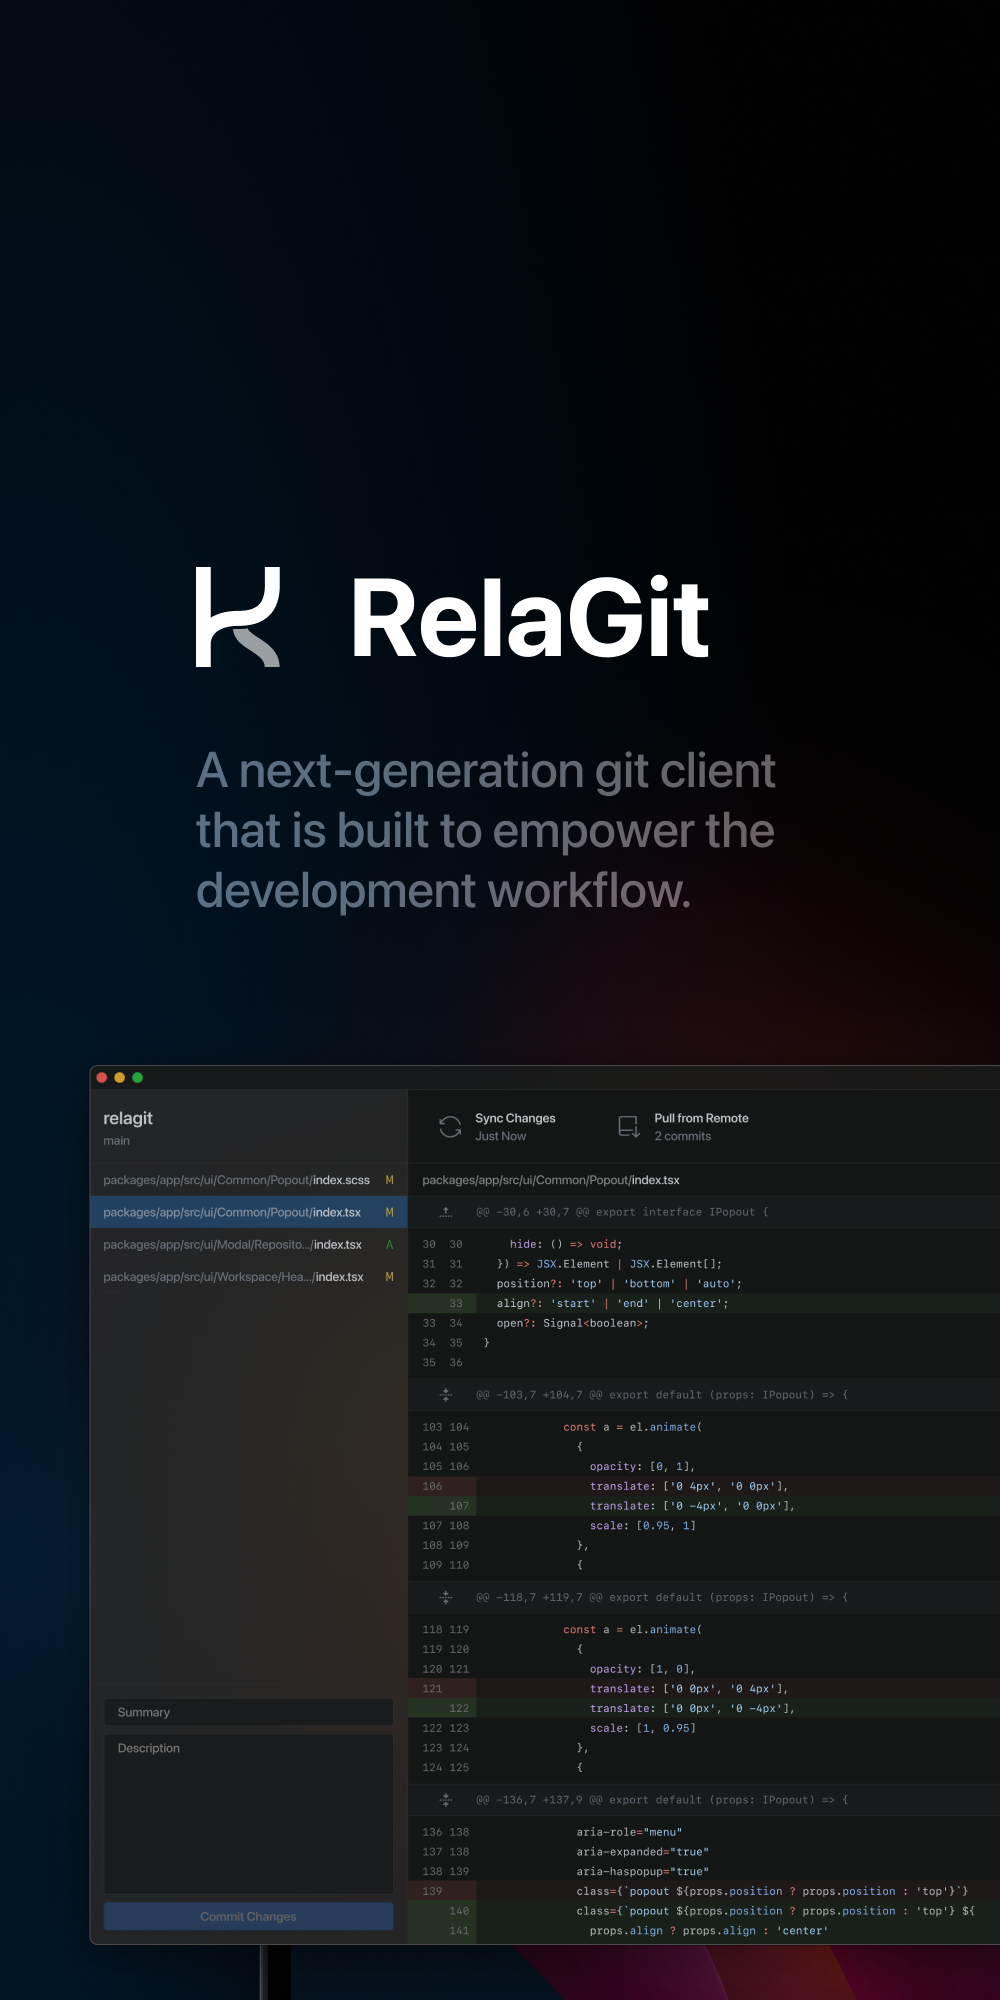 RelaGit
A next-generation git client
that is built to empower the
development workflow.
relagit
main
packages/app/src/ui/Common/Popout/index.scss M
packages/app/src/ui/Common/Popout/index.tsx M
packages/app/src/ui/Modal/Reposito.../index.tsx A
packages/app/src/ui/Workspace/Hea.../index.tsx M
Summary
Description
Commit Changes
Sync Changes
Just Now
Pull from Remote
2 commits
packages/app/src/ui/Common/Popout/index.tsx
@@ -30,6 +30,7 @@ export interface IPopout {
30 30 hide: () => void;
31 31 }) => JSX.Element | JSX.Element[];
32 32 position?: 'top' | 'bottom' | 'auto';
33 align?: 'start' | 'end' | 'center';
33 34 open?: Signal<boolean>;
34 35 }
35 36
@@ -103,7 +104,7 @@ export default (props: IPopout) => {
103 104 const a = el.animate(
104 105 {
105 106 opacity: [0, 1],
106 translate: ['0 4px', '0 0px'],
107 translate: ['0 -4px', '0 0px'],
107 108 scale: [0.95, 1]
108 109 },
109 110 {
@@ -118,7 +119,7 @@ export default (props: IPopout) => {
118 119 const a = el.animate(
119 120 {
120 121 opacity: [1, 0],
121 translate: ['0 0px', '0 4px'],
122 translate: ['0 0px', '0 -4px'],
122 123 scale: [1, 0.95]
123 124 },
124 125 {
@@ -136,7 +137,9 @@ export default (props: IPopout) => {
136 138 aria-role="menu"
137 138 aria-expanded="true"
138 139 aria-haspopup="true"
139 class={`popout ${props.position ? props.position : 'top'}`}
140 class={`popout ${props.position ? props.position : 'top'} ${
141 props.align ? props.align : 'center'